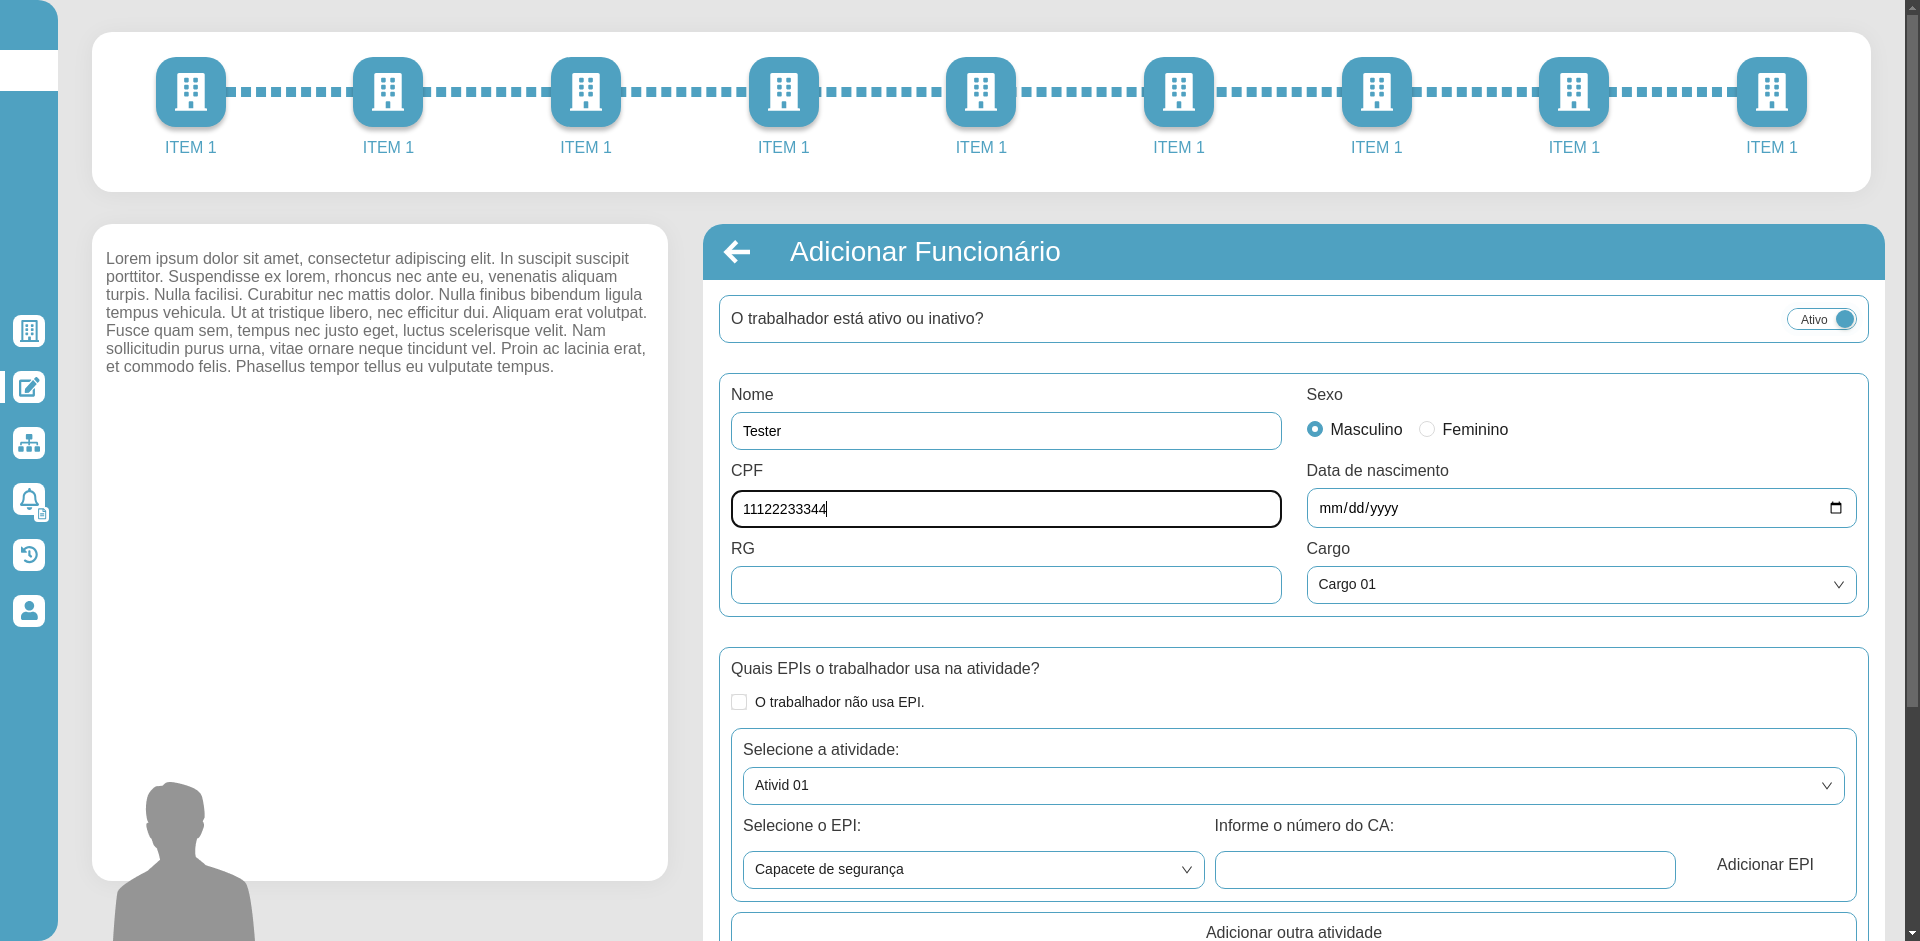 ITEM 1
ITEM 1
ITEM 1
ITEM 1
ITEM 1
ITEM 1
ITEM 1
ITEM 1
ITEM 1
Lorem ipsum dolor sit amet, consectetur adipiscing elit. In suscipit suscipit
porttitor. Suspendisse ex lorem, rhoncus nec ante eu, venenatis aliquam
turpis. Nulla facilisi. Curabitur nec mattis dolor. Nulla finibus bibendum ligula
tempus vehicula. Ut at tristique libero, nec efficitur dui. Aliquam erat volutpat.
Fusce quam sem, tempus nec justo eget, luctus scelerisque velit. Nam
sollicitudin purus urna, vitae ornare neque tincidunt vel. Proin ac lacinia erat,
et commodo felis. Phasellus tempor tellus eu vulputate tempus.
Adicionar Funcionário
O trabalhador está ativo ou inativo?
Ativo
Nome
Sexo
Tester
Masculino
Feminino
CPF
Data de nascimento
11122233344
mm/dd/yyyy
RG
Cargo
Cargo 01
Quais EPIs o trabalhador usa na atividade?
O trabalhador não usa EPI.
Selecione a atividade:
Ativid 01
Selecione o EPI:
Informe o número do CA:
Capacete de segurança
Adicionar EPI
Adicionar outra atividade